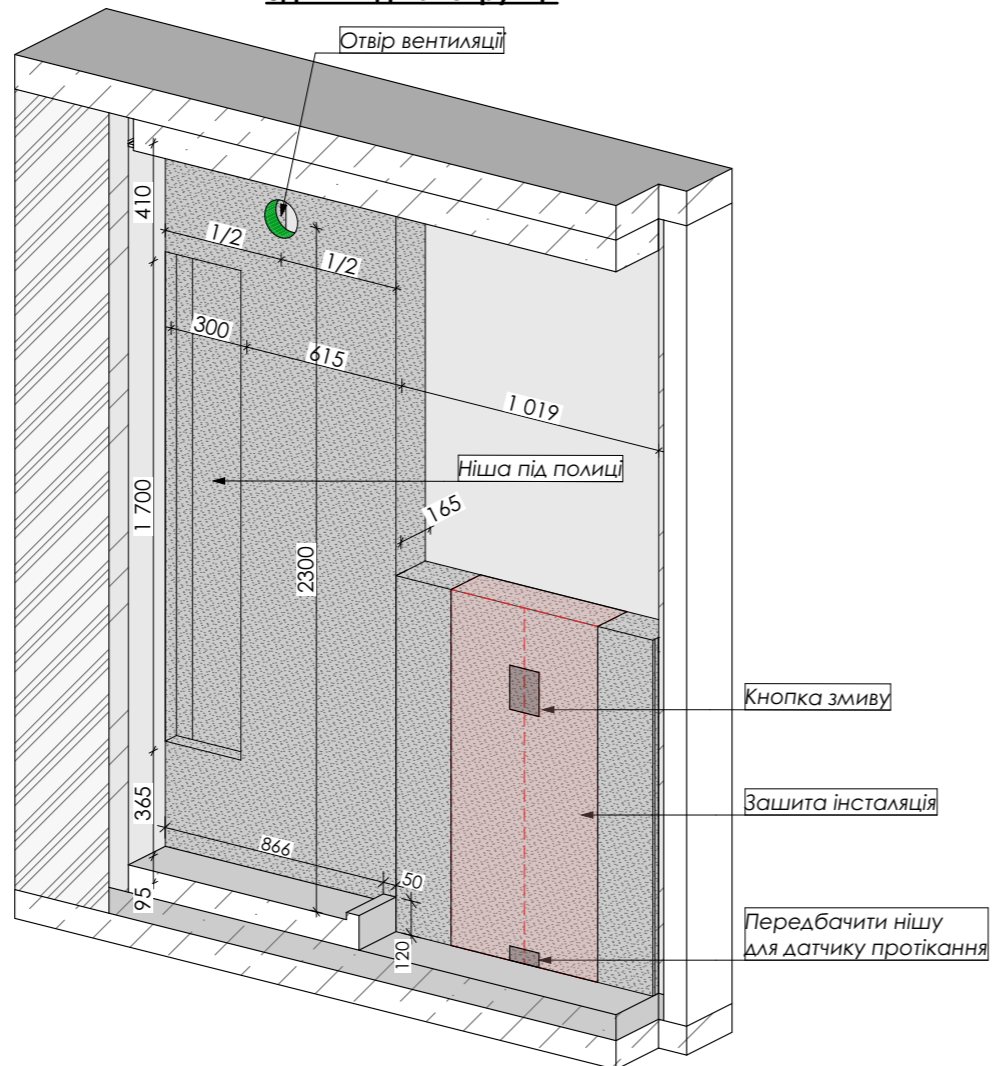 Отвір вентиляції
410
1/2
1/2
300
615
1 019
Ніша під полиці
165
1 700
2300
Кнопка змиву
Зашита інсталяція
365
866
50
95
120
Передбачити нішу
для датчику протікання